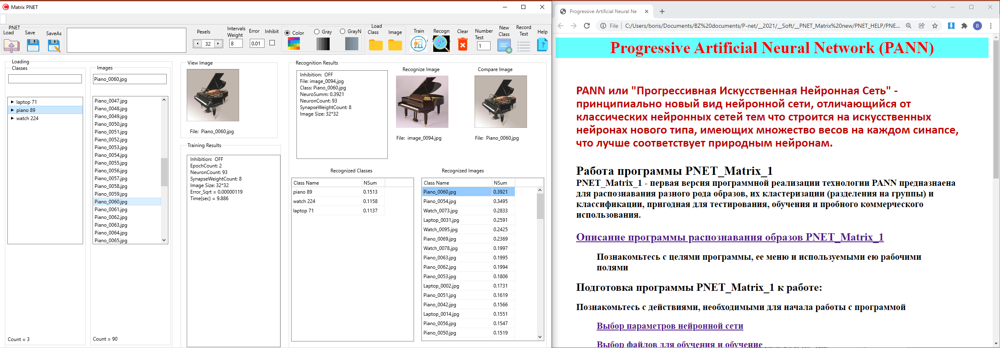 Matrix PNET
PNET
Load
Save
SaveAs
Pexels
32
Intervals
Weight
8
Error
0.01
Inhibit
Color
Gray
GrayN
Load
Class
Image
Train
Recogn
Clear
Number
Test
1
New
Class
Record
Test
Help
Loading
Classes
laptop 71
piano 89
watch 224
Count = 3
Images
Piano_0060.jpg
Piano_0047.jpg
Piano_0048.jpg
Piano_0049.jpg
Piano_0050.jpg
Piano_0051.jpg
Piano_0052.jpg
Piano_0053.jpg
Piano_0054.jpg
Piano_0055.jpg
Piano_0056.jpg
Piano_0057.jpg
Piano_0058.jpg
Piano_0059.jpg
Piano_0060.jpg
Piano_0061.jpg
Piano_0062.jpg
Piano_0063.jpg
Piano_0064.jpg
Piano_0065.jpg
Count = 90
View Image
File: Piano_0060.jpg
Training Results
Inhibition: OFF
EpochCount: 2
NeuronCount: 93
SynapseWeightCount: 8
Image Size: 32*32
Error_Sqrt = 0.00000119
Time(sec) = 9.886
Recognition Results
Inhibition: OFF
File: image_0094.jpg
Class: Piano_0060.jpg
NeuroSumm: 0.3921
NeuronCount: 93
SynapseWeightCount: 8
Image Size: 32*32
Recognize Image
File: image_0094.jpg
Compare Image
File: Piano_0060.jpg
Recognized Classes
Class Name NSum
piano 89 0.1513
watch 224 0.1158
laptop 71 0.1137
Recognized Images
Class Name NSum
Piano_0060.jpg 0.3921
Piano_0054.jpg 0.3495
Watch_0073.jpg 0.2833
Laptop_0031.jpg 0.2591
Watch_0095.jpg 0.2425
Piano_0069.jpg 0.2369
Watch_0078.jpg 0.1997
Piano_0063.jpg 0.1995
Piano_0062.jpg 0.1994
Piano_0053.jpg 0.1806
Laptop_0002.jpg 0.1731
Piano_0051.jpg 0.1619
Piano_0042.jpg 0.1566
Laptop_0014.jpg 0.1551
Piano_0056.jpg 0.1547
Piano_0050.jpg 0.1519
Progressive Artificial Neural Ne
File C:/Users/boris/Documents/BZ%20documents/P-net/__2021/__Soft/__PNET_Matrix%20new/PNET_HELP/PNE...
B
Progressive Artificial Neural Network (PANN)
PANN или "Прогрессивная Искусственная Нейронная Сеть" -
принципиально новый вид нейронной сети, отличающийся от
классических нейронных сетей тем что строится на искусственных
нейронах нового типа, имеющих множество весов на каждом синапсе,
что лучше соответствует природным нейронам.
Работа программы PNET_Matrix_1
PNET_Matrix_1 - первая версия программной реализации технологии PANN предназнаена
для распознавания разного рода образов, их кластеризации (разделения на группы) и
классификации, пригодная для тестирования, обучения и пробного коммерческого
использования.
Описание программы распознавания образов PNET_Matrix_1
Познакомьтесь с целями программы, ее меню и используемыми ею рабочими
полями
Подготовка программы PNET_Matrix_1 к работе:
Познакомьтесь с действиями, необходимыми для начала работы с программой
Выбор параметров нейронной сети
Выбор файлов для обучения и обучение